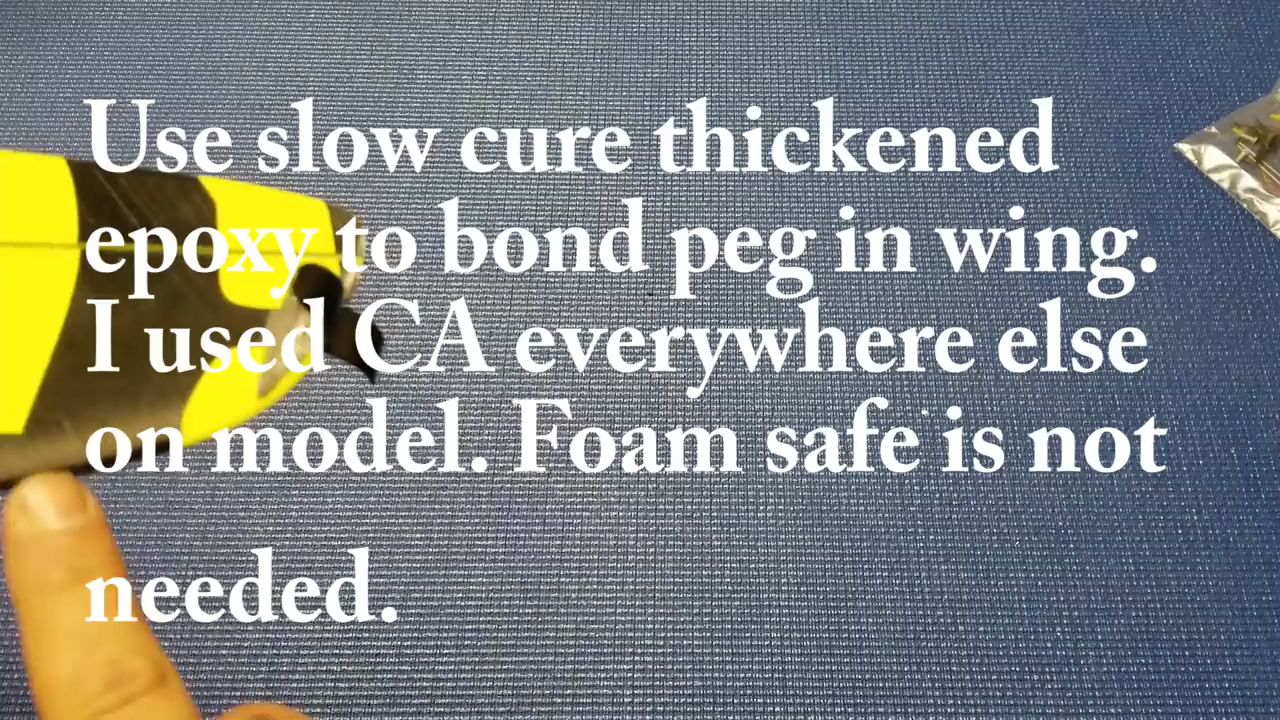 Use slow cure thickened
epoxy to bond peg in wing.
I used CA everywhere else
on model. Foam safe is not
needed.